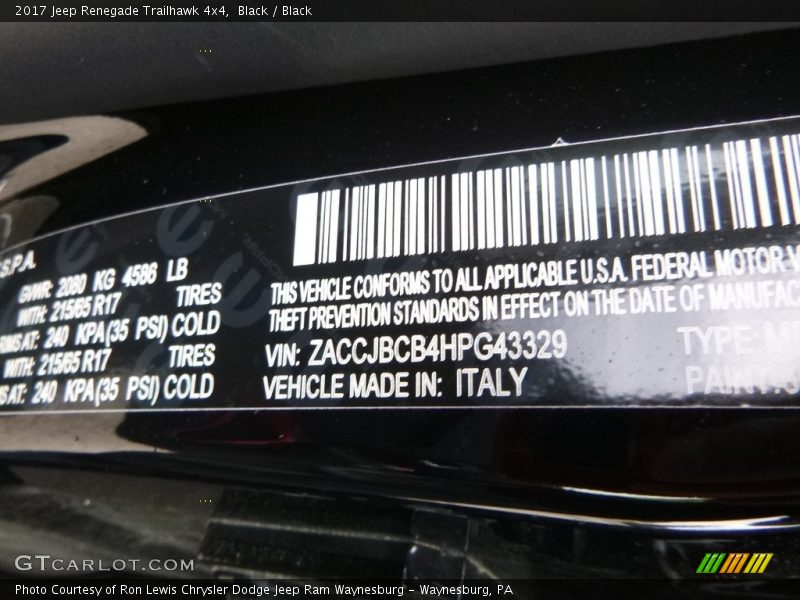 2017 Jeep Renegade Trailhawk 4x4, Black / Black
S.P.A.
GVWR: 2080 KG 4586 LB
WITH: 215/65 R17 TIRES
AT: 240 KPA(35 PSI) COLD
WITH: 215/65 R17 TIRES
AT: 240 KPA(35 PSI) COLD
THIS VEHICLE CONFORMS TO ALL APPLICABLE U.S.A. FEDERAL MOTOR
THEFT PREVENTION STANDARDS IN EFFECT ON THE DATE OF MANUFAC
VIN: ZACCJBCB4HPG43329
TYPE:
VEHICLE MADE IN: ITALY
PAINT:
GTCARLOT.COM
Photo Courtesy of Ron Lewis Chrysler Dodge Jeep Ram Waynesburg - Waynesburg, PA